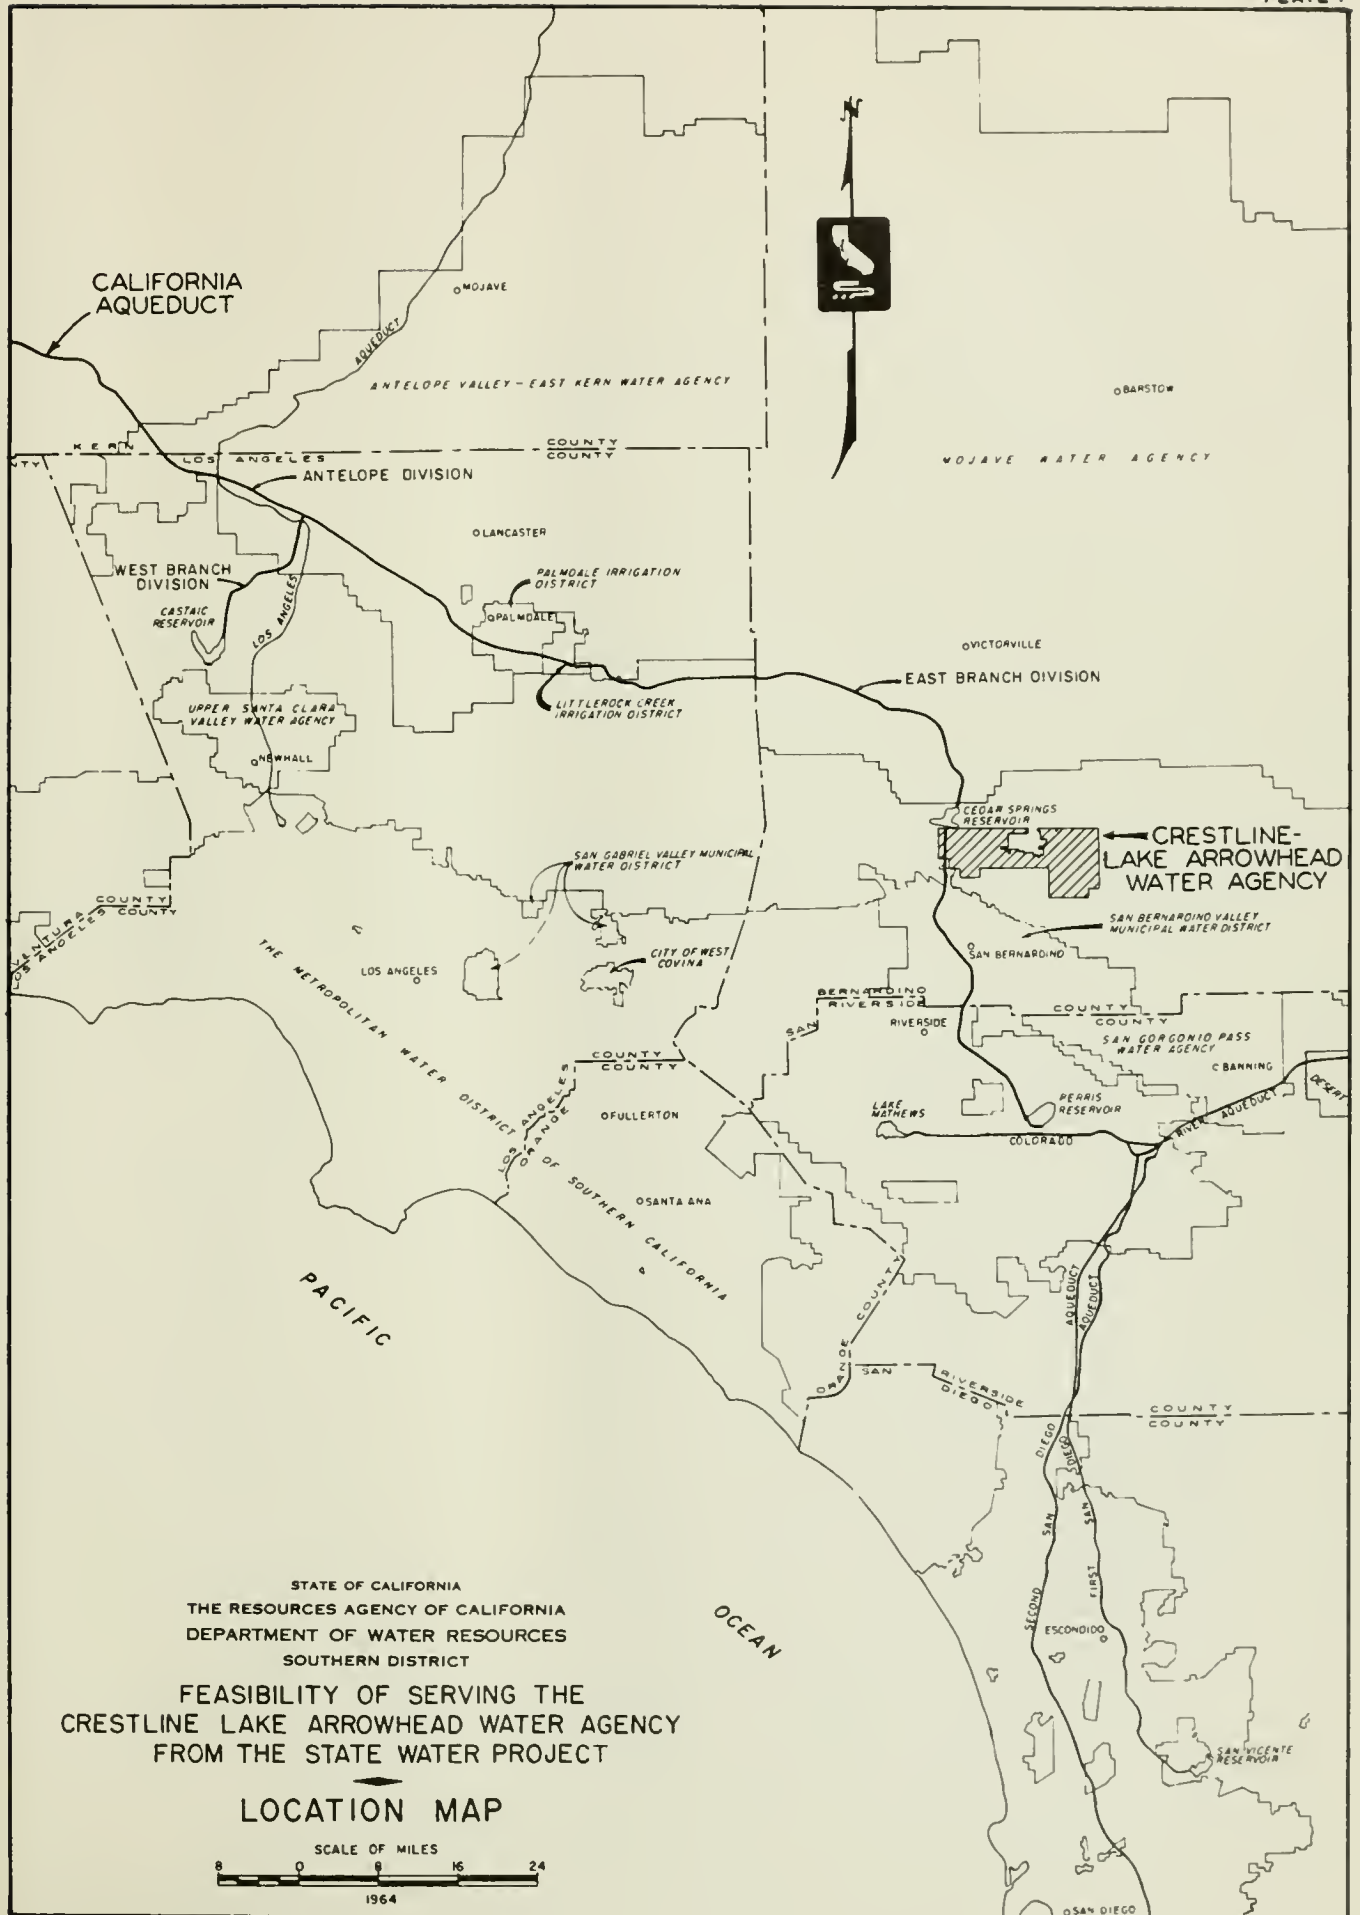 PLATE 1
CALIFORNIA
AQUEDUCT
MOJAVE
AQUEDUCT
ANTELOPE VALLEY-EAST KERN WATER AGENCY
BARSTOW
KERN
COUNTY
NTY
LOS ANGELES
COUNTY
MOJAVE WATER AGENCY
ANTELOPE DIVISION
LANCASTER
WEST BRANCH
DIVISION
PALMDALE IRRIGATION
DISTRICT
CASTAIC
RESERVOIR
LOS ANGELES
PALMDALE
VICTORVILLE
EAST BRANCH DIVISION
LITTLEROCK CREEK
IRRIGATION DISTRICT
UPPER SANTA CLARA
VALLEY WATER AGENCY
NEWHALL
CEDAR SPRINGS
RESERVOIR
CRESTLINE-
LAKE ARROWHEAD
WATER AGENCY
SAN GABRIEL VALLEY MUNICIPAL
WATER DISTRICT
VENTURA COUNTY
LOS ANGELES COUNTY
SAN BERNARDINO VALLEY
MUNICIPAL WATER DISTRICT
LOS ANGELES
CITY OF WEST
COVINA
SAN BERNARDINO
THE METROPOLITAN WATER DISTRICT OF SOUTHERN CALIFORNIA
SAN BERNARDINO COUNTY
RIVERSIDE COUNTY
RIVERSIDE
SAN GORGONIO PASS
WATER AGENCY
BANNING
DESERT
LOS ANGELES COUNTY
ORANGE COUNTY
FULLERTON
LAKE
MATHEWS
PERRIS
RESERVOIR
COLORADO RIVER AQUEDUCT
SANTA ANA
PACIFIC
ORANGE COUNTY
AQUEDUCT
AQUEDUCT
SAN DIEGO COUNTY
RIVERSIDE COUNTY
SECOND SAN DIEGO
FIRST SAN DIEGO
OCEAN
ESCONDIDO
SAN VICENTE
RESERVOIR
SAN DIEGO
STATE OF CALIFORNIA
THE RESOURCES AGENCY OF CALIFORNIA
DEPARTMENT OF WATER RESOURCES
SOUTHERN DISTRICT
FEASIBILITY OF SERVING THE
CRESTLINE LAKE ARROWHEAD WATER AGENCY
FROM THE STATE WATER PROJECT
LOCATION MAP
SCALE OF MILES
8 0 8 16 24
1964
N